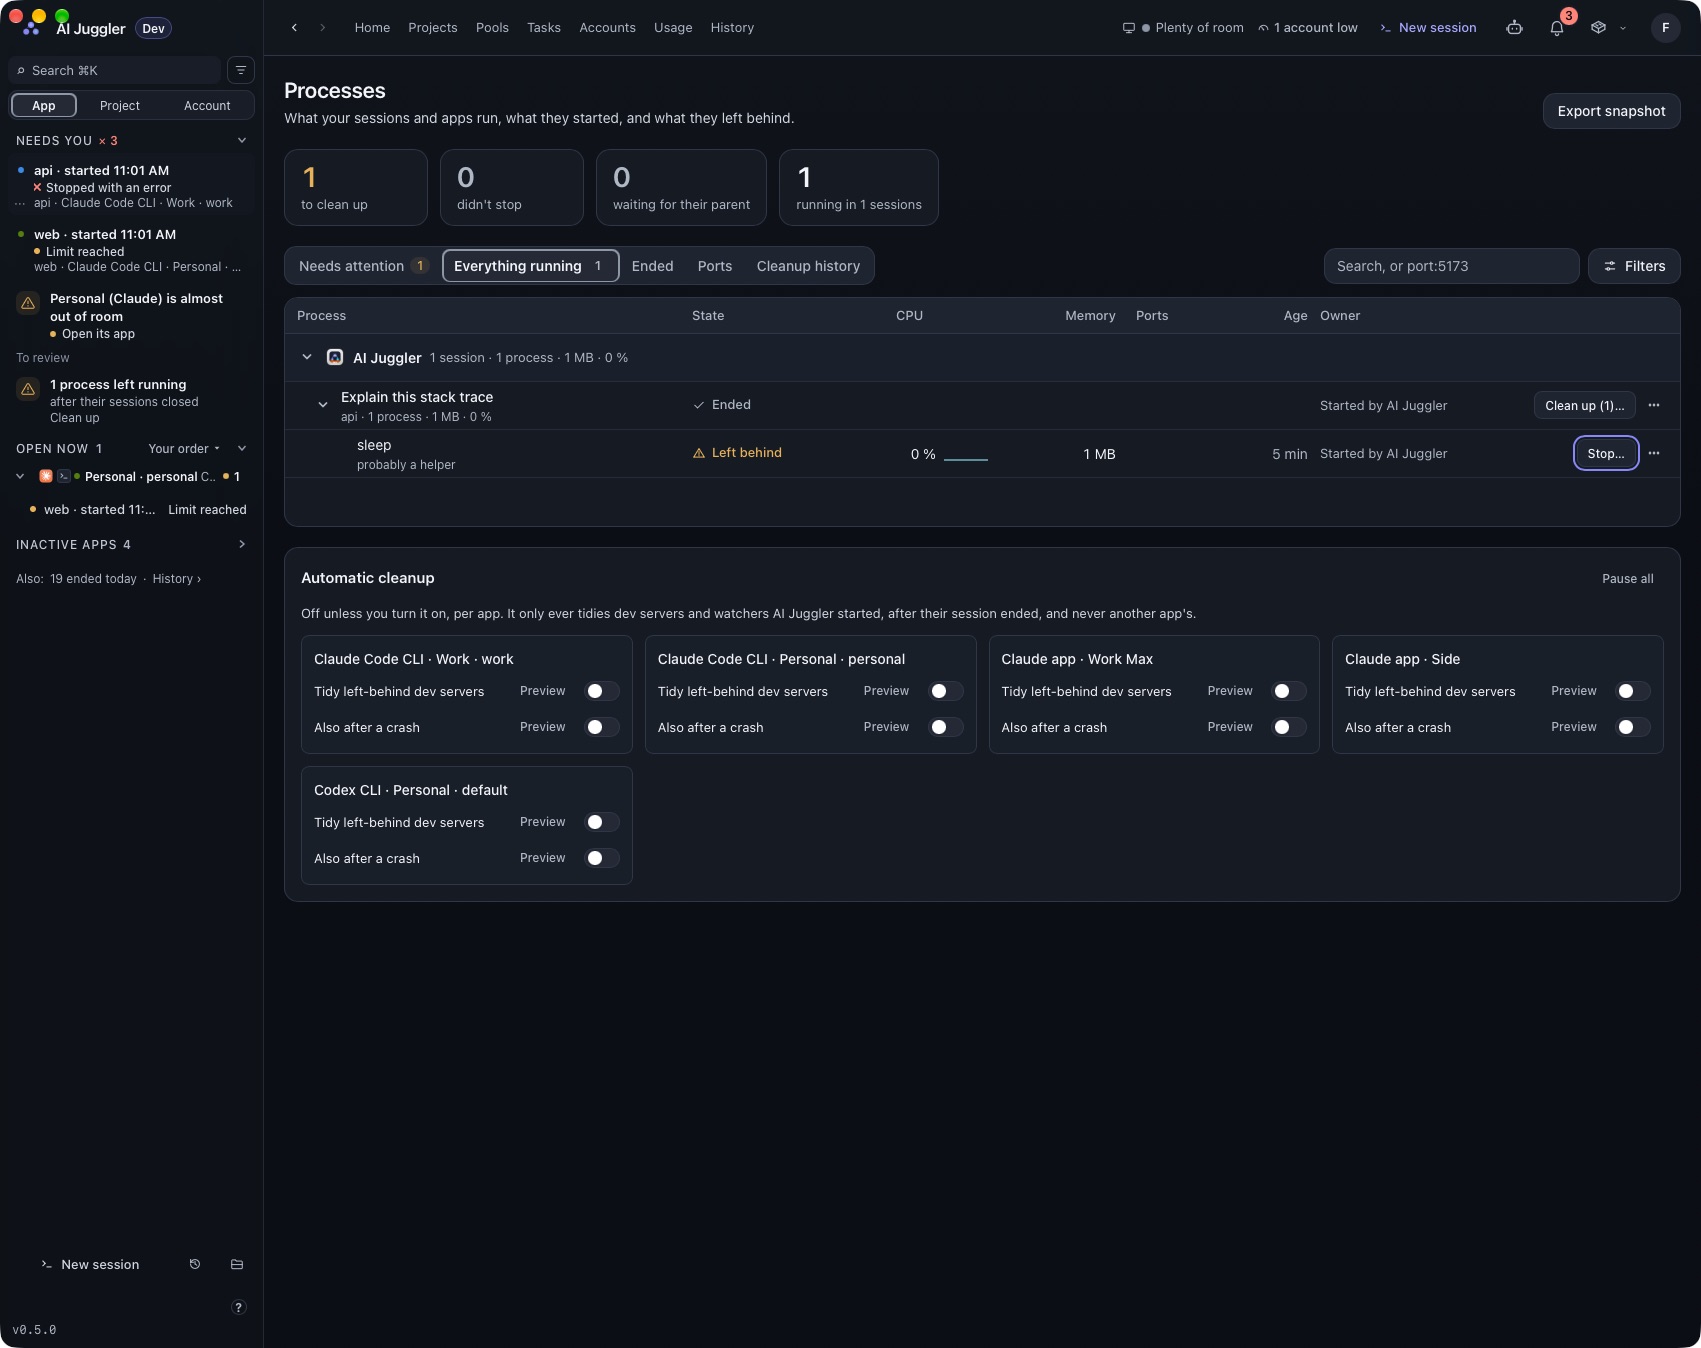 AI Juggler Dev
Search ⌘K
App Project Account
NEEDS YOU × 3
api · started 11:01 AM
Stopped with an error
api · Claude Code CLI · Work · work
web · started 11:01 AM
Limit reached
web · Claude Code CLI · Personal · ...
Personal (Claude) is almost
out of room
Open its app
To review
1 process left running
after their sessions closed
Clean up
OPEN NOW 1 Your order
Personal · personal C.. 1
web · started 11:... Limit reached
INACTIVE APPS 4
Also: 19 ended today · History ›
New session
?
v0.5.0
Home Projects Pools Tasks Accounts Usage History
Plenty of room 1 account low New session 3 F
Processes
What your sessions and apps run, what they started, and what they left behind.
Export snapshot
1
to clean up
0
didn't stop
0
waiting for their parent
1
running in 1 sessions
Needs attention 1 Everything running 1 Ended Ports Cleanup history
Search, or port:5173 Filters
Process State CPU Memory Ports Age Owner
AI Juggler 1 session · 1 process · 1 MB · 0 %
Explain this stack trace
api · 1 process · 1 MB · 0 %
Ended Started by AI Juggler Clean up (1)...
sleep
probably a helper
Left behind 0 % 1 MB 5 min Started by AI Juggler Stop...
Automatic cleanup Pause all
Off unless you turn it on, per app. It only ever tidies dev servers and watchers AI Juggler started, after their session ended, and never another app's.
Claude Code CLI · Work · work
Tidy left-behind dev servers Preview
Also after a crash Preview
Claude Code CLI · Personal · personal
Tidy left-behind dev servers Preview
Also after a crash Preview
Claude app · Work Max
Tidy left-behind dev servers Preview
Also after a crash Preview
Claude app · Side
Tidy left-behind dev servers Preview
Also after a crash Preview
Codex CLI · Personal · default
Tidy left-behind dev servers Preview
Also after a crash Preview